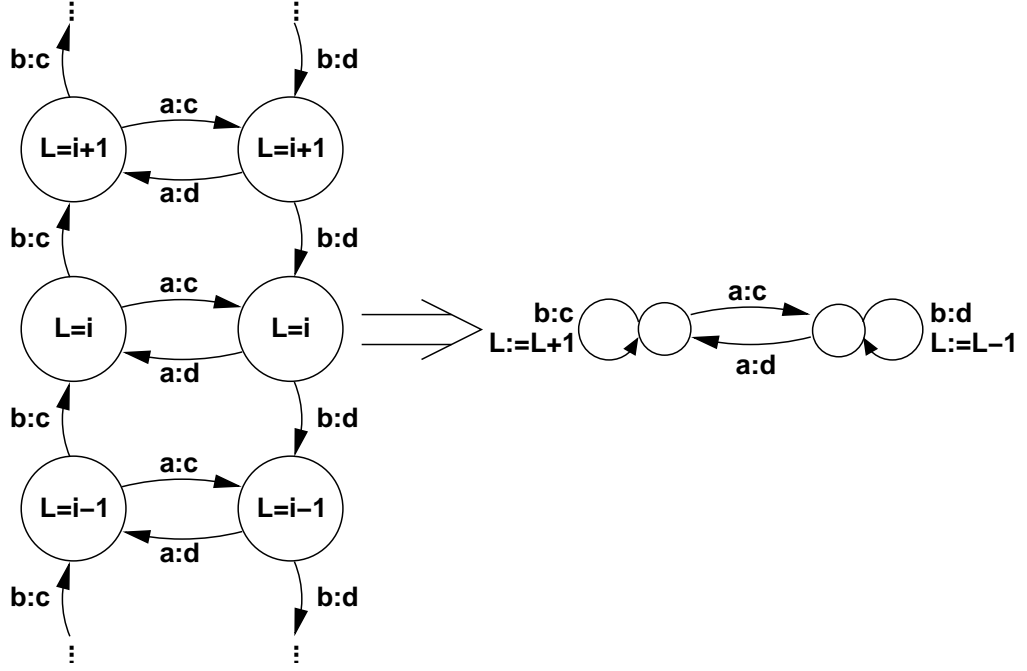 ⋮ ⋮
b:c b:d
a:c
L=i+1 L=i+1
a:d
b:c b:d
a:c
L=i L=i
a:d
b:c b:d
a:c
L=i−1 L=i−1
a:d
b:c b:d
⋮ ⋮
a:c
b:c b:d
L:=L+1 L:=L−1
a:d